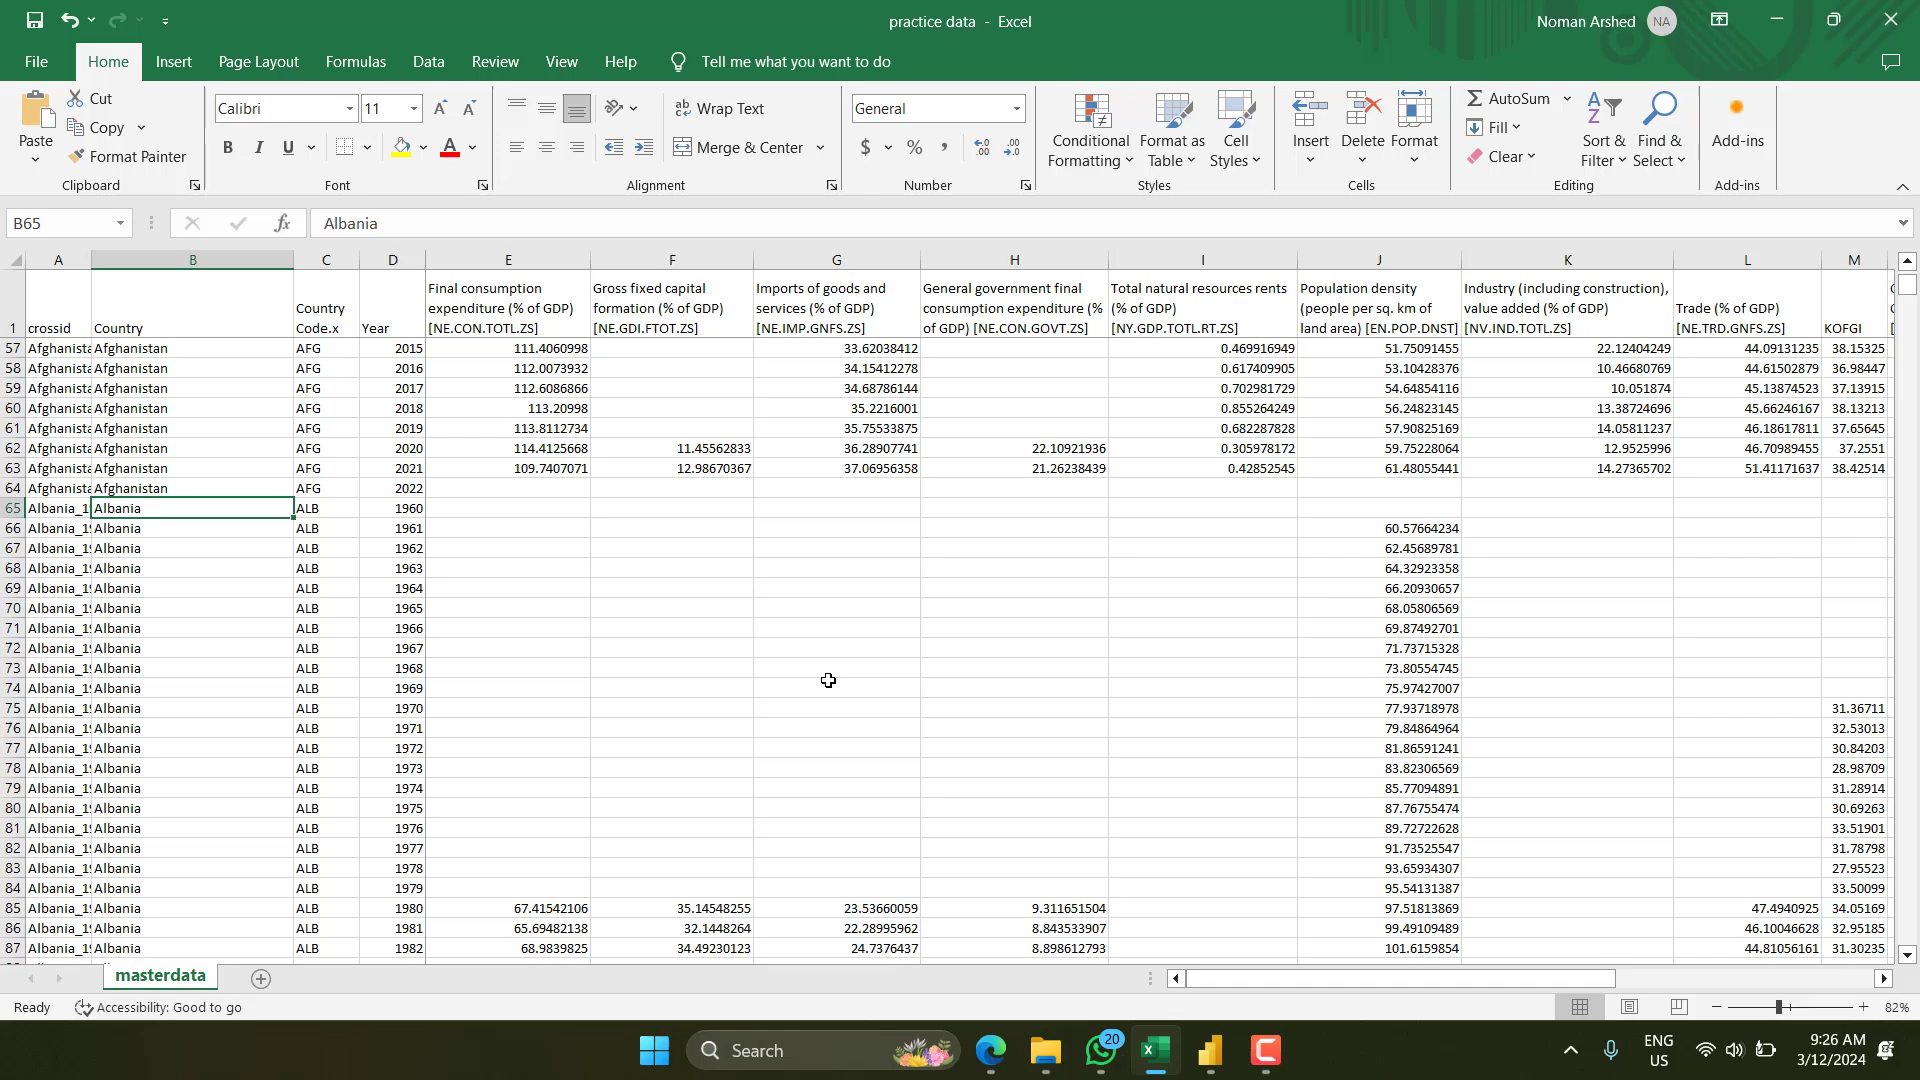 practice data - Excel
Noman Arshed NA
File Home Insert Page Layout Formulas Data Review View Help Tell me what you want to do
Paste
Cut
Copy
Format Painter
Clipboard
Calibri 11
B I U
Font
Wrap Text
Merge & Center
Alignment
General
$ % ,
Number
Conditional Formatting
Format as Table
Cell Styles
Styles
Insert
Delete
Format
Cells
AutoSum
Fill
Clear
Sort & Filter
Find & Select
Editing
Add-ins
Add-ins
B65 fx Albania
A B C D E F G H I J K L M
1 crossid Country Country Code.x Year Final consumption expenditure (% of GDP) [NE.CON.TOTL.ZS] Gross fixed capital formation (% of GDP) [NE.GDI.FTOT.ZS] Imports of goods and services (% of GDP) [NE.IMP.GNFS.ZS] General government final consumption expenditure (% of GDP) [NE.CON.GOVT.ZS] Total natural resources rents (% of GDP) [NY.GDP.TOTL.RT.ZS] Population density (people per sq. km of land area) [EN.POP.DNST] Industry (including construction), value added (% of GDP) [NV.IND.TOTL.ZS] Trade (% of GDP) [NE.TRD.GNFS.ZS] KOFGI
57 Afghanista Afghanistan AFG 2015 111.4060998 33.62038412 0.469916949 51.75091455 22.12404249 44.09131235 38.15325
58 Afghanista Afghanistan AFG 2016 112.0073932 34.15412278 0.617409905 53.10428376 10.46680769 44.61502879 36.98447
59 Afghanista Afghanistan AFG 2017 112.6086866 34.68786144 0.702981729 54.64854116 10.051874 45.13874523 37.13915
60 Afghanista Afghanistan AFG 2018 113.20998 35.2216001 0.855264249 56.24823145 13.38724696 45.66246167 38.13213
61 Afghanista Afghanistan AFG 2019 113.8112734 35.75533875 0.682287828 57.90825169 14.05811237 46.18617811 37.65645
62 Afghanista Afghanistan AFG 2020 114.4125668 11.45562833 36.28907741 22.10921936 0.305978172 59.75228064 12.9525996 46.70989455 37.2551
63 Afghanista Afghanistan AFG 2021 109.7407071 12.98670367 37.06956358 21.26238439 0.42852545 61.48055441 14.27365702 51.41171637 38.42514
64 Afghanista Afghanistan AFG 2022
65 Albania_1 Albania ALB 1960
66 Albania_19 Albania ALB 1961 60.57664234
67 Albania_19 Albania ALB 1962 62.45689781
68 Albania_19 Albania ALB 1963 64.32923358
69 Albania_19 Albania ALB 1964 66.20930657
70 Albania_19 Albania ALB 1965 68.05806569
71 Albania_19 Albania ALB 1966 69.87492701
72 Albania_19 Albania ALB 1967 71.73715328
73 Albania_19 Albania ALB 1968 73.80554745
74 Albania_19 Albania ALB 1969 75.97427007
75 Albania_19 Albania ALB 1970 77.93718978 31.36711
76 Albania_19 Albania ALB 1971 79.84864964 32.53013
77 Albania_19 Albania ALB 1972 81.86591241 30.84203
78 Albania_19 Albania ALB 1973 83.82306569 28.98709
79 Albania_19 Albania ALB 1974 85.77094891 31.28914
80 Albania_19 Albania ALB 1975 87.76755474 30.69263
81 Albania_19 Albania ALB 1976 89.72722628 33.51901
82 Albania_19 Albania ALB 1977 91.73525547 31.78798
83 Albania_19 Albania ALB 1978 93.65934307 27.95523
84 Albania_19 Albania ALB 1979 95.54131387 33.50099
85 Albania_19 Albania ALB 1980 67.41542106 35.14548255 23.53660059 9.311651504 97.51813869 47.4940925 34.05169
86 Albania_19 Albania ALB 1981 65.69482138 32.1448264 22.28995962 8.843533907 99.49109489 46.10046628 32.95185
87 Albania_19 Albania ALB 1982 68.9839825 34.49230123 24.7376437 8.898612793 101.6159854 44.81056161 31.30235
masterdata
Ready Accessibility: Good to go 82%
Search
20
ENG US
9:26 AM
3/12/2024